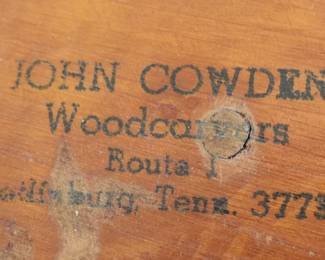 JOHN COWDEN
Woodcarvers
Route 1
Tenn. 3773